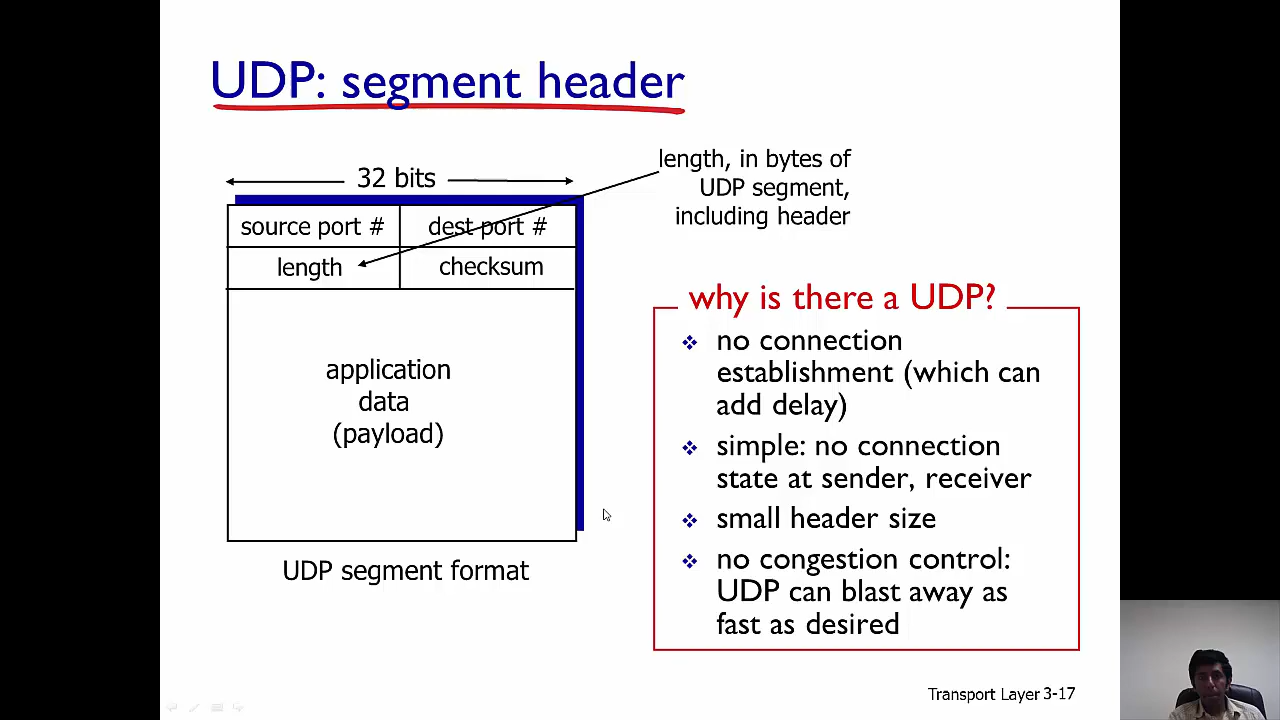 UDP: segment header
32 bits
length, in bytes of
UDP segment,
including header
source port #
dest port #
length
checksum
application
data
(payload)
UDP segment format
why is there a UDP?
no connection
establishment (which can
add delay)
simple: no connection
state at sender, receiver
small header size
no congestion control:
UDP can blast away as
fast as desired
Transport Layer 3-17